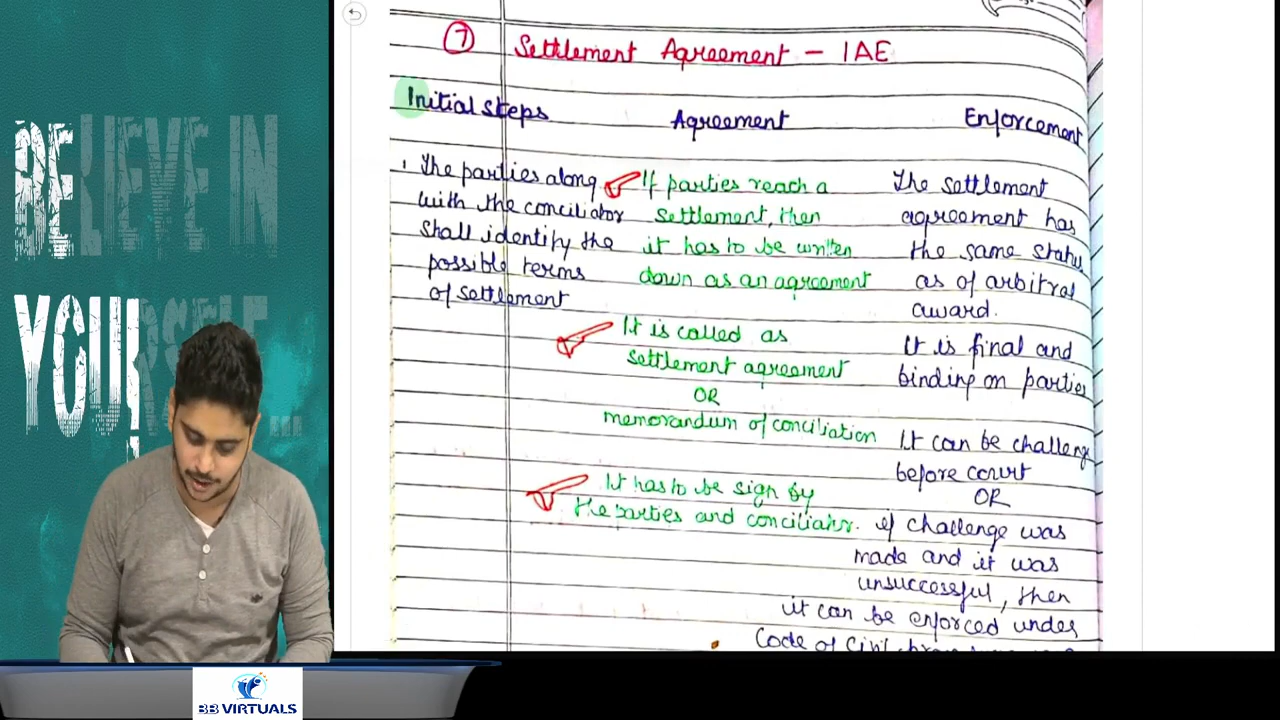 BELIEVE IN
YOURSELF...
7 Settlement Agreement – IAE
Initial steps
The parties along
with the conciliator
shall identify the
possible terms
of settlement
Agreement
If parties reach a
settlement, then
it has to be written
down as an agreement
It is called as
settlement agreement
OR
memorandum of conciliation
It has to be sign by
the parties and conciliator.
Enforcement
The settlement
agreement has
the same status
as of arbitral
award.
It is final and
binding on parties
It can be challenge
before court
OR
if challenge was
made and it was
unsuccessful, then
it can be enforced under
Code of Civil
BB VIRTUALS